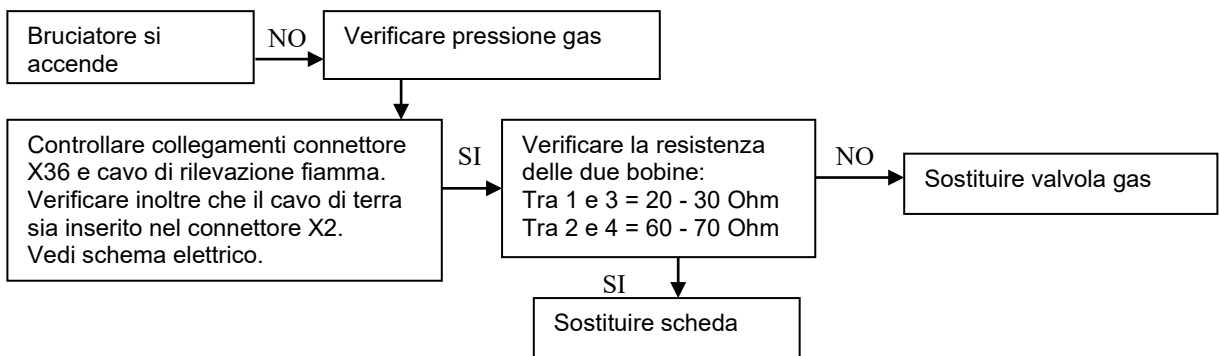 Bruciatore si
accende
NO
Verificare pressione gas
Controllare collegamenti connettore
X36 e cavo di rilevazione fiamma.
Verificare inoltre che il cavo di terra
sia inserito nel connettore X2.
Vedi schema elettrico.
SI
Verificare la resistenza
delle due bobine:
Tra 1 e 3 = 20 - 30 Ohm
Tra 2 e 4 = 60 - 70 Ohm
NO
Sostituire valvola gas
SI
Sostituire scheda